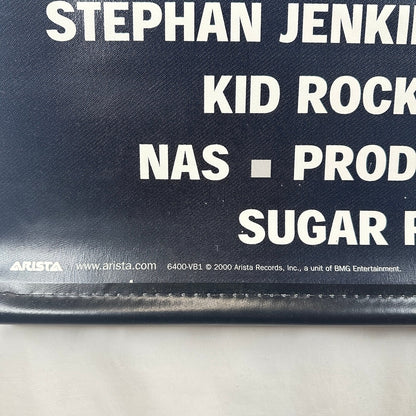 STEPHAN JENKI
KID ROCK
NAS ▪ PROD
SUGAR R
ARISTA www.arista.com 6400-VB1 © 2000 Arista Records, Inc., a unit of BMG Entertainment.